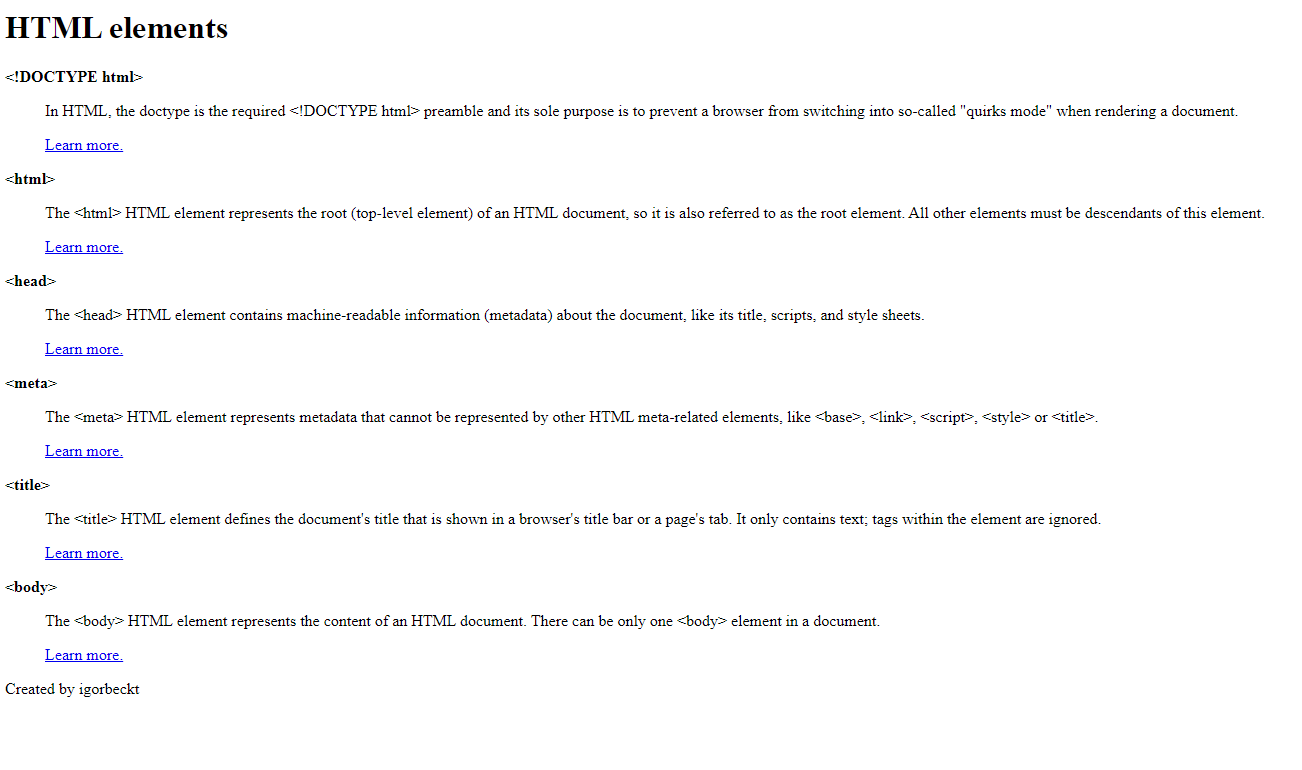 HTML elements
<!DOCTYPE html>
In HTML, the doctype is the required <!DOCTYPE html> preamble and its sole purpose is to prevent a browser from switching into so-called "quirks mode" when rendering a document.
Learn more.
<html>
The <html> HTML element represents the root (top-level element) of an HTML document, so it is also referred to as the root element. All other elements must be descendants of this element.
Learn more.
<head>
The <head> HTML element contains machine-readable information (metadata) about the document, like its title, scripts, and style sheets.
Learn more.
<meta>
The <meta> HTML element represents metadata that cannot be represented by other HTML meta-related elements, like <base>, <link>, <script>, <style> or <title>.
Learn more.
<title>
The <title> HTML element defines the document's title that is shown in a browser's title bar or a page's tab. It only contains text; tags within the element are ignored.
Learn more.
<body>
The <body> HTML element represents the content of an HTML document. There can be only one <body> element in a document.
Learn more.
Created by igorbeckt